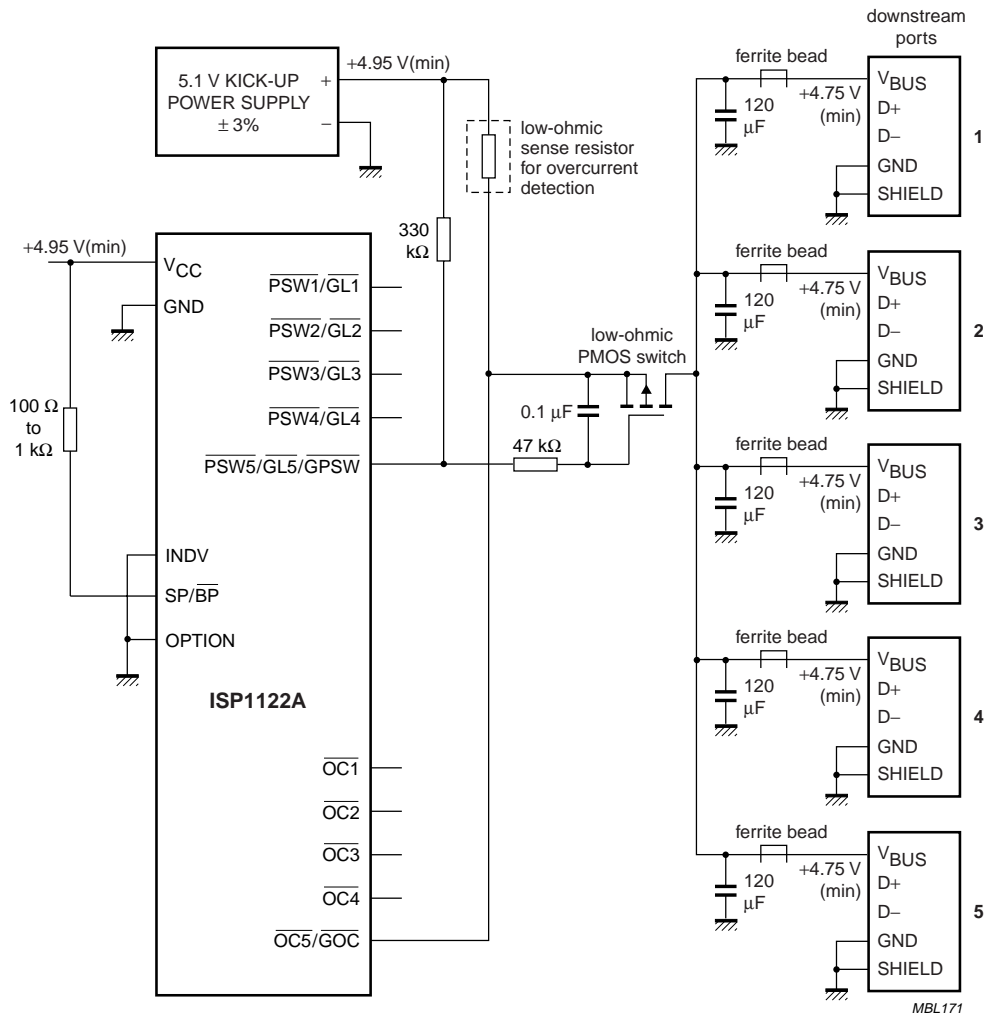 downstream
ports
5.1 V KICK-UP
POWER SUPPLY
± 3%
+
−
+4.95 V(min)
low-ohmic
sense resistor
for overcurrent
detection
330
kΩ
+4.95 V(min)
VCC
GND
100 Ω
to
1 kΩ
INDV
SP/BP
OPTION
ISP1122A
PSW1/GL1
PSW2/GL2
PSW3/GL3
PSW4/GL4
PSW5/GL5/GPSW
OC1
OC2
OC3
OC4
OC5/GOC
47 kΩ
0.1 μF
low-ohmic
PMOS switch
ferrite bead
120
μF
+4.75 V
(min)
VBUS
D+
D−
GND
SHIELD
1
ferrite bead
120
μF
+4.75 V
(min)
VBUS
D+
D−
GND
SHIELD
2
ferrite bead
120
μF
+4.75 V
(min)
VBUS
D+
D−
GND
SHIELD
3
ferrite bead
120
μF
+4.75 V
(min)
VBUS
D+
D−
GND
SHIELD
4
ferrite bead
120
μF
+4.75 V
(min)
VBUS
D+
D−
GND
SHIELD
5
MBL171